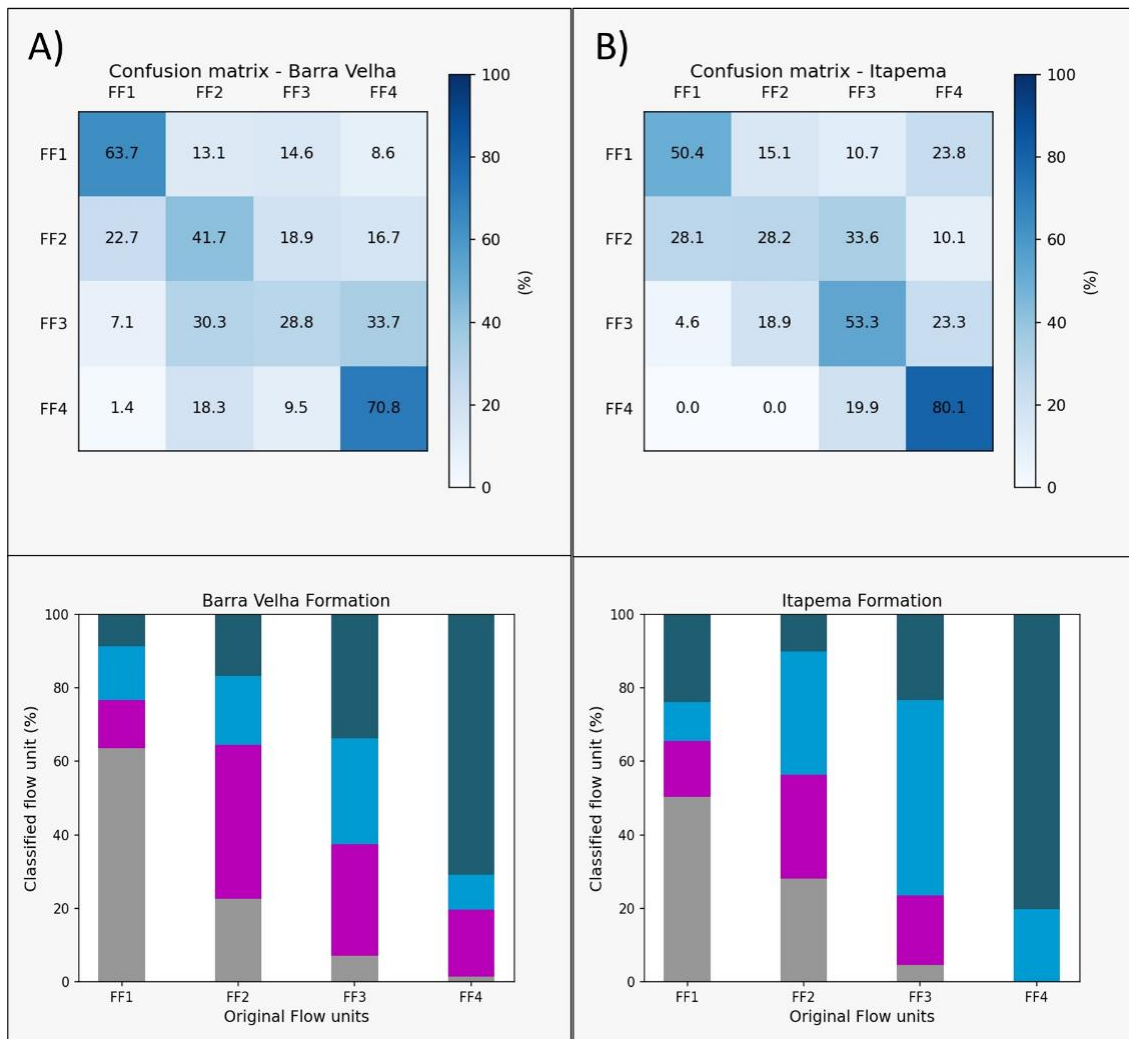 A)
Confusion matrix - Barra Velha
FF1 FF2 FF3 FF4
100
FF1 63.7 13.1 14.6 8.6
80
FF2 22.7 41.7 18.9 16.7
60
(%)
40
FF3 7.1 30.3 28.8 33.7
20
FF4 1.4 18.3 9.5 70.8
0
B)
Confusion matrix - Itapema
FF1 FF2 FF3 FF4
100
FF1 50.4 15.1 10.7 23.8
80
FF2 28.1 28.2 33.6 10.1
60
(%)
40
FF3 4.6 18.9 53.3 23.3
20
FF4 0.0 0.0 19.9 80.1
0
Barra Velha Formation
Classified flow unit (%)
100
80
60
40
20
0
FF1 FF2 FF3 FF4
Original Flow units
Itapema Formation
Classified flow unit (%)
100
80
60
40
20
0
FF1 FF2 FF3 FF4
Original Flow units